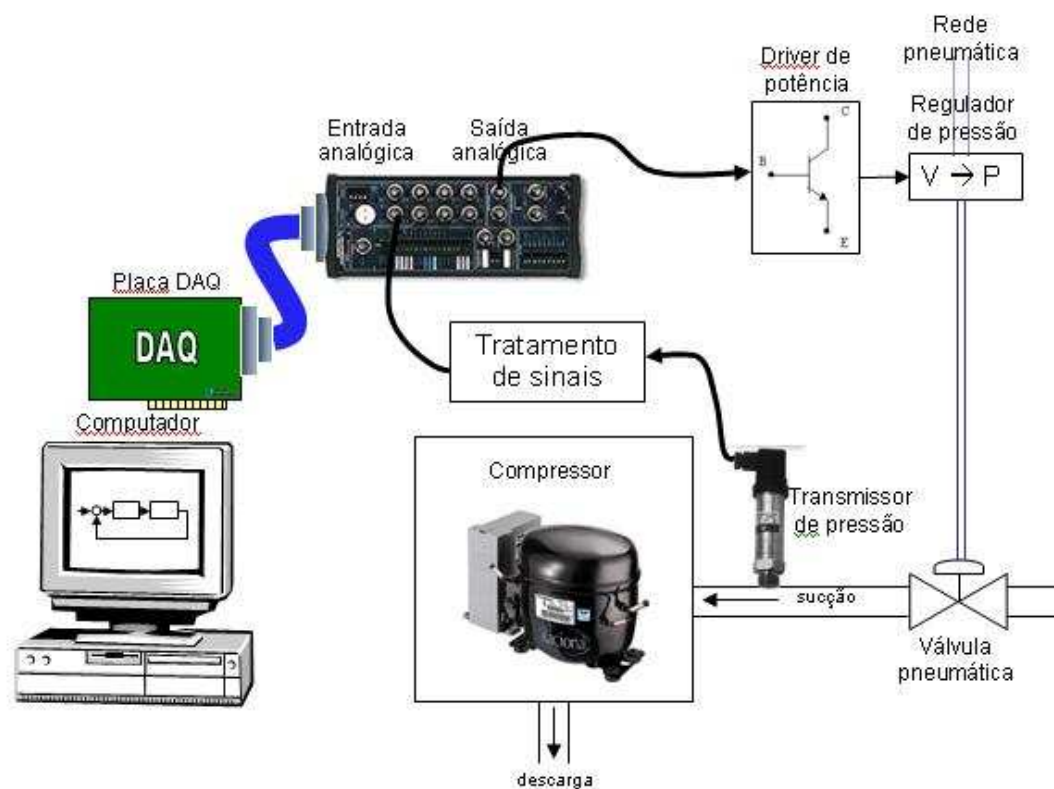 Rede
pneumática
Driver de
potência
Regulador
de pressão
Entrada
analógica
Saída
analógica
C
B
E
V → P
Placa DAQ
DAQ
Tratamento
de sinais
Computador
Compressor
Transmissor
de pressão
sucção
Válvula
pneumática
descarga